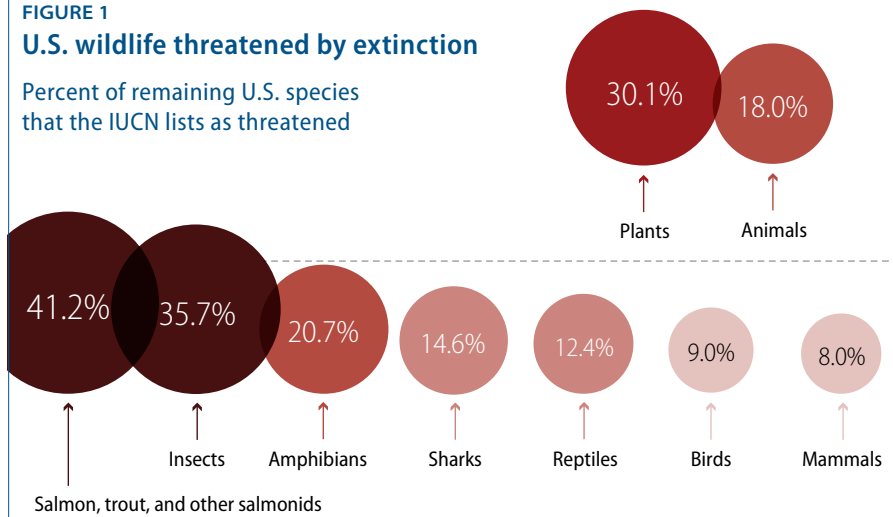 FIGURE 1
U.S. wildlife threatened by extinction
Percent of remaining U.S. species
that the IUCN lists as threatened
30.1%
18.0%
Plants
Animals
41.2%
35.7%
20.7%
14.6%
12.4%
9.0%
8.0%
Insects
Amphibians
Sharks
Reptiles
Birds
Mammals
Salmon, trout, and other salmonids